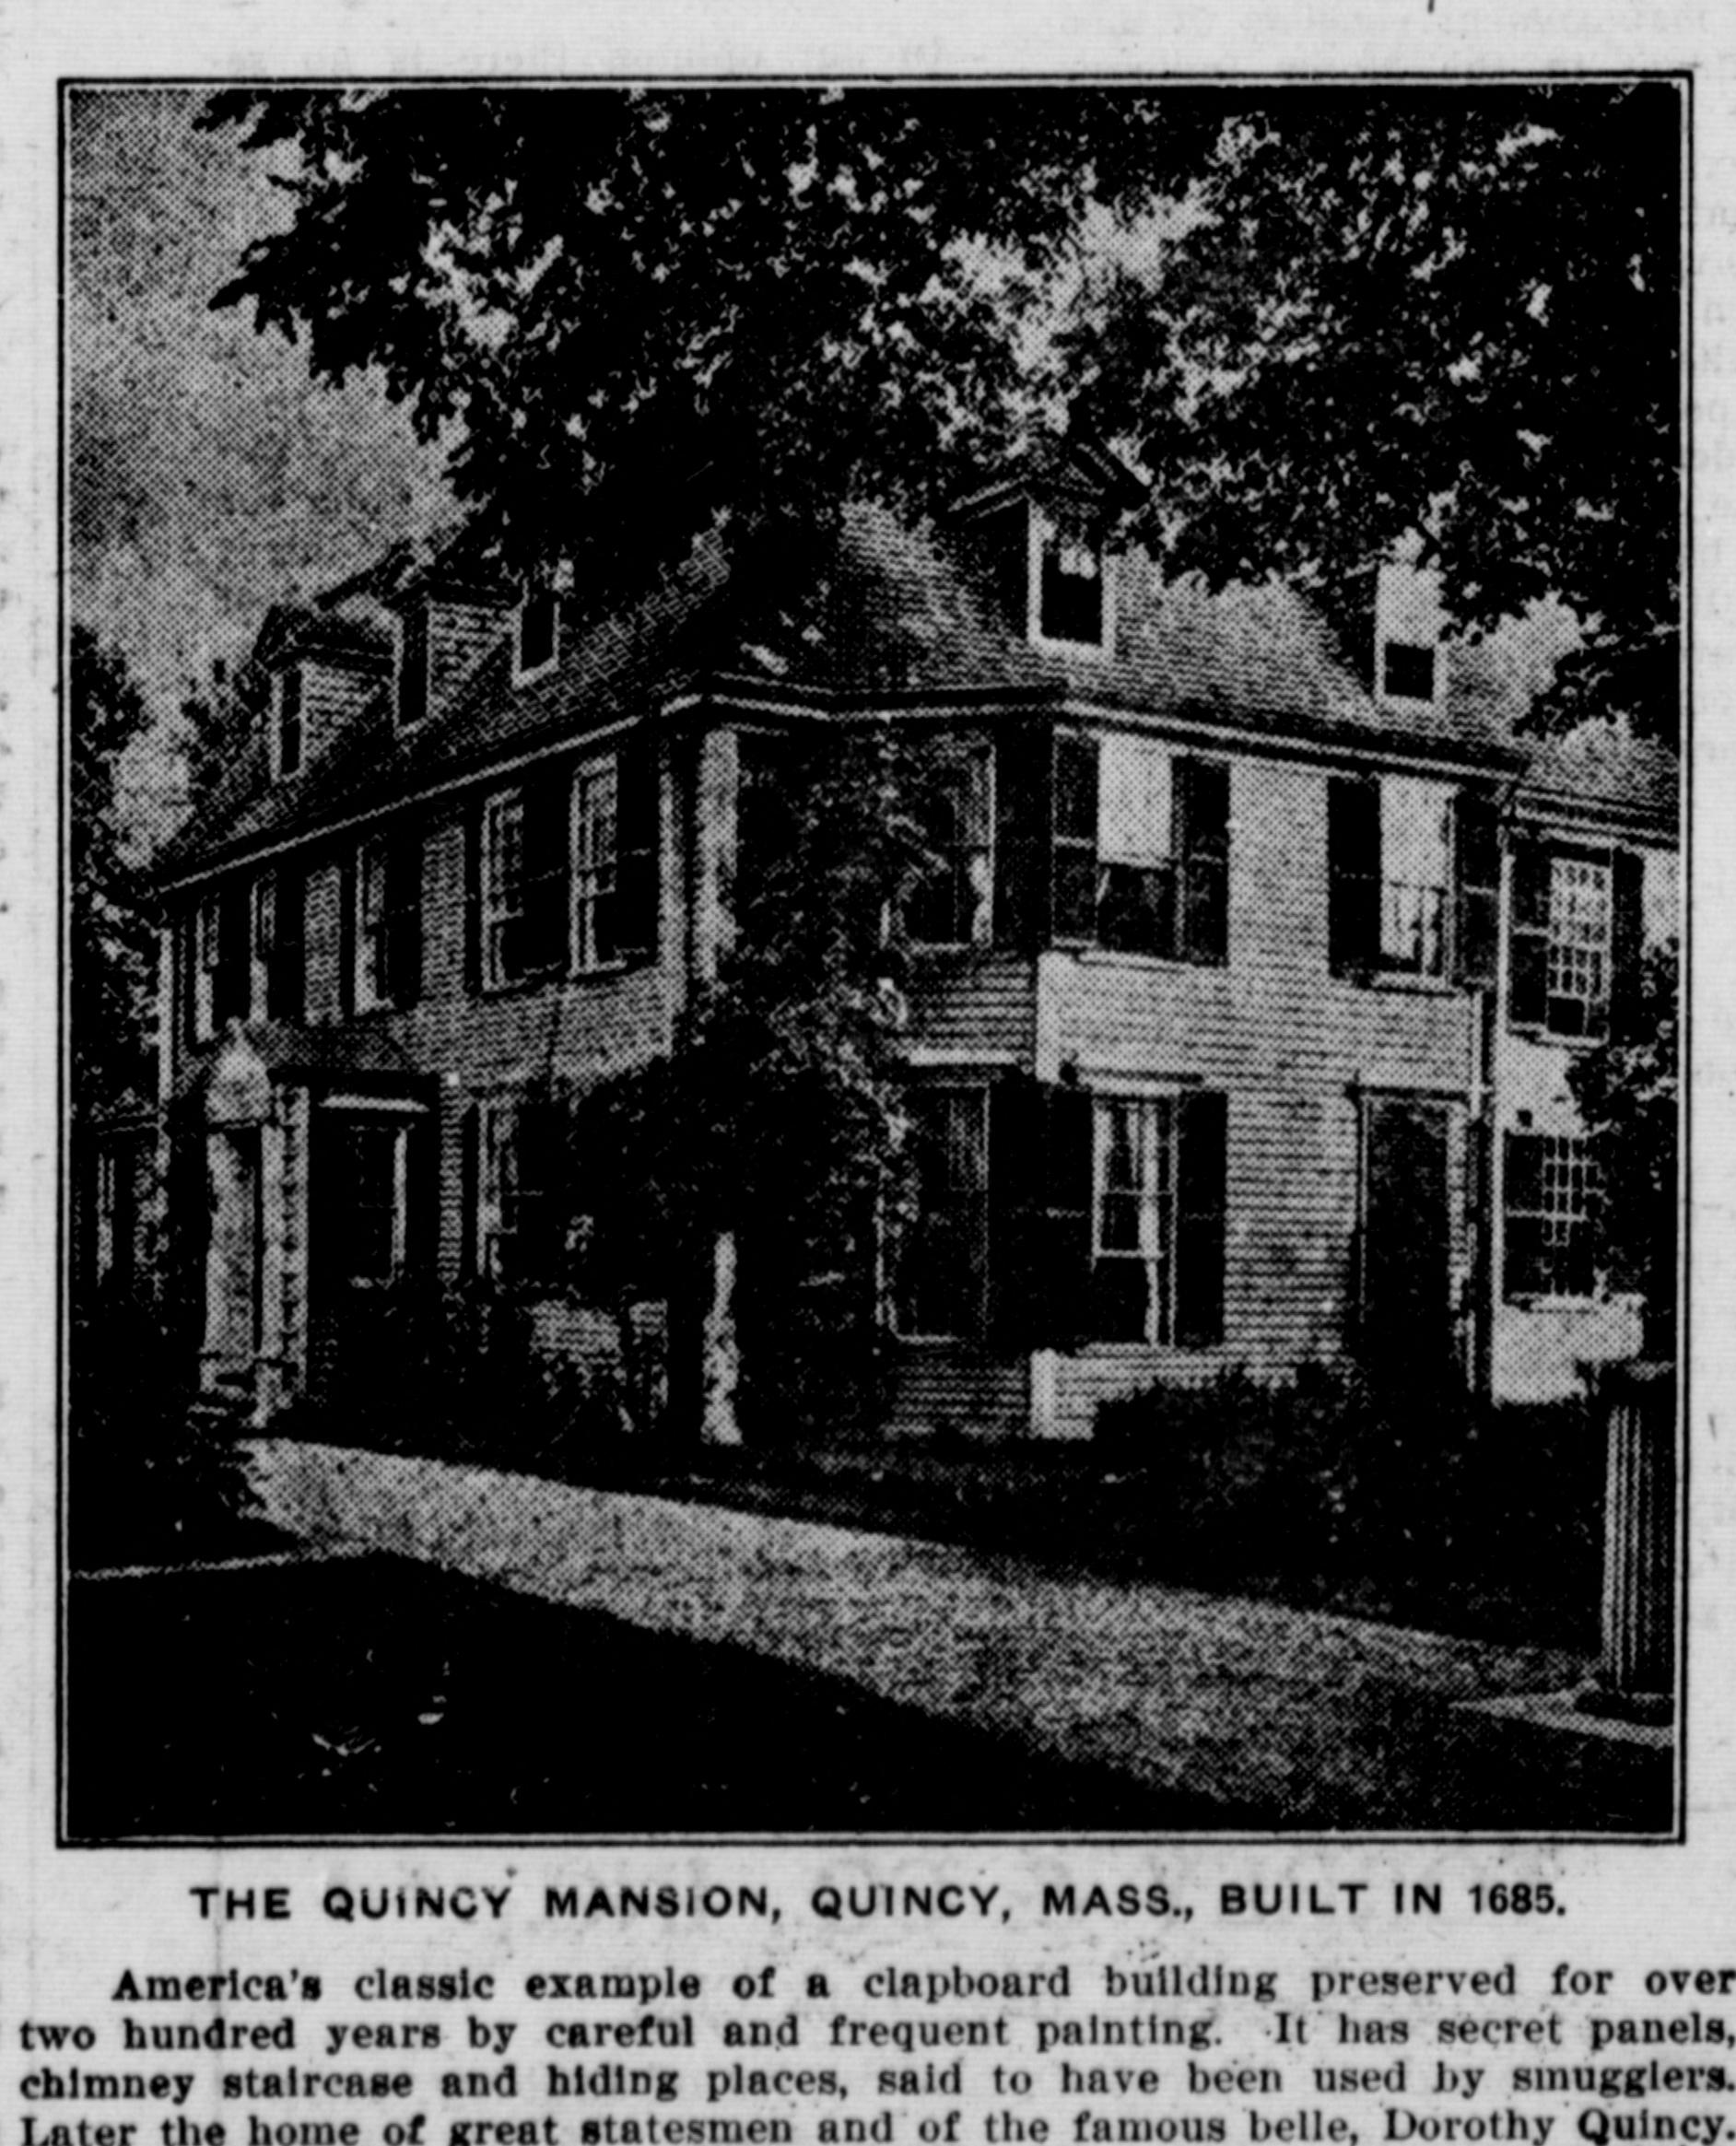 THE QUINCY MANSION, QUINCY, MASS., BUILT IN 1685.
America's classic example of a clapboard building preserved for over
two hundred years by careful and frequent painting. It has secret panels,
chimney staircase and hiding places, said to have been used by smugglers.
Later the home of great statesmen and of the famous belle, Dorothy Quincy.